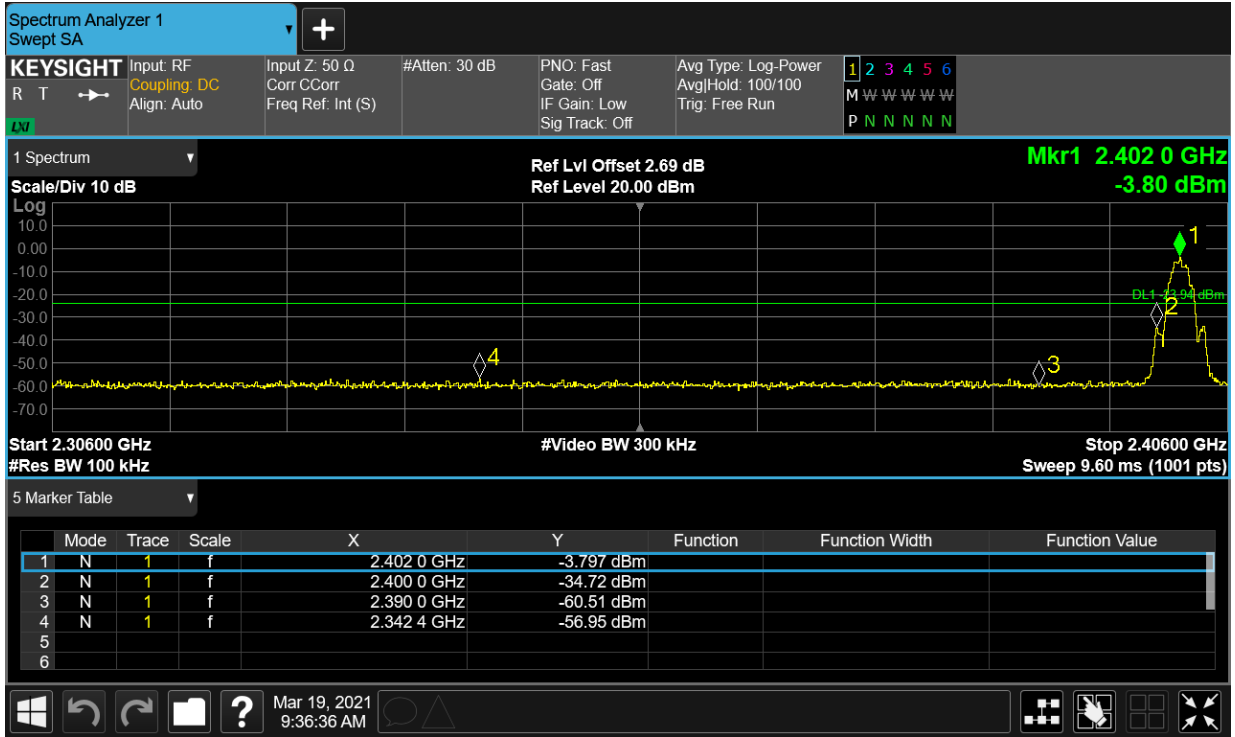 Spectrum Analyzer 1
Swept SA
KEYSIGHT Input: RF Input Z: 50 Ω #Atten: 30 dB PNO: Fast Avg Type: Log-Power 1 2 3 4 5 6
R T Coupling: DC Corr CCorr Gate: Off Avg|Hold: 100/100 M W W W W W
Align: Auto Freq Ref: Int (S) IF Gain: Low Trig: Free Run
LXI Sig Track: Off P N N N N N
1 Spectrum Ref Lvl Offset 2.69 dB Mkr1 2.402 0 GHz
Scale/Div 10 dB Ref Level 20.00 dBm -3.80 dBm
Log
10.0
1
0.00
-10.0
-20.0 DL1 -23.94 dBm
2
-30.0
-40.0
-50.0 4 3
-60.0
-70.0
Start 2.30600 GHz #Video BW 300 kHz Stop 2.40600 GHz
#Res BW 100 kHz Sweep 9.60 ms (1001 pts)
5 Marker Table
Mode Trace Scale X Y Function Function Width Function Value
1 N 1 f 2.402 0 GHz -3.797 dBm
2 N 1 f 2.400 0 GHz -34.72 dBm
3 N 1 f 2.390 0 GHz -60.51 dBm
4 N 1 f 2.342 4 GHz -56.95 dBm
5
6
? Mar 19, 2021
9:36:36 AM